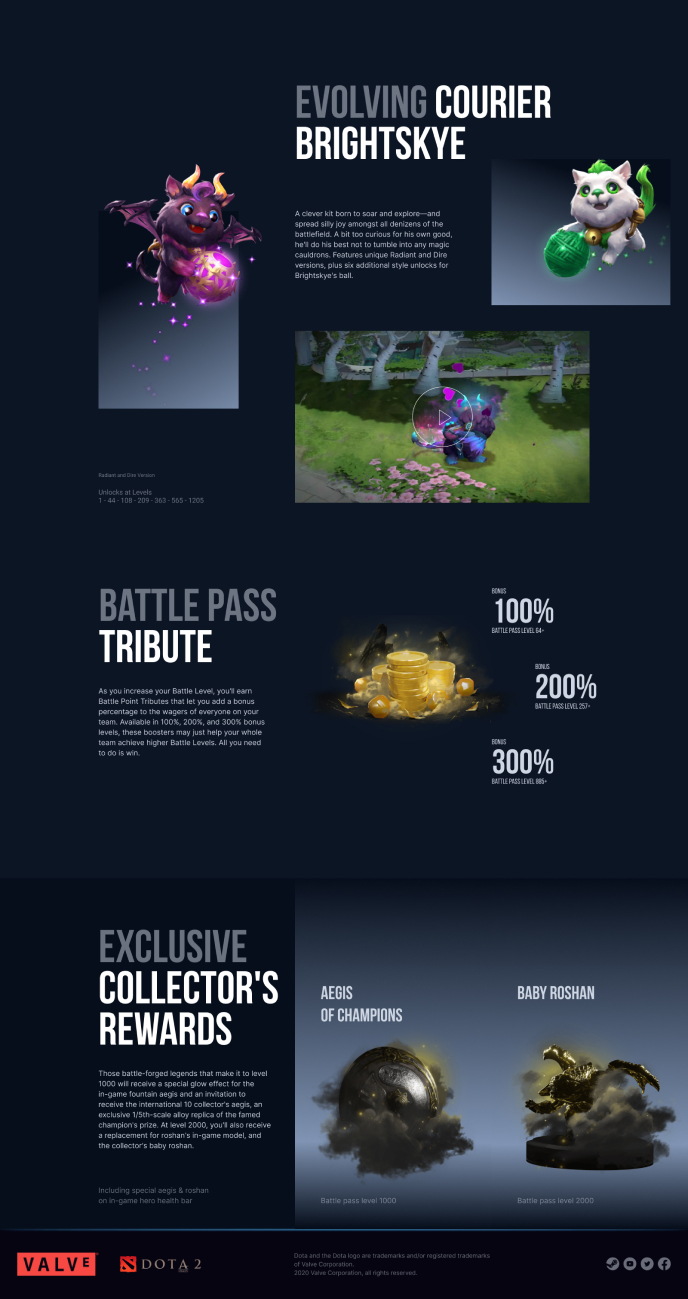 EVOLVING COURIER
BRIGHTSKYE
A clever kit born to soar and explore—and
spread silly joy amongst all denizens of the
battlefield. A bit too curious for his own good,
he'll do his best not to tumble into any magic
cauldrons. Features unique Radiant and Dire
versions, plus six additional style unlocks for
Brightskye's ball.
Radiant and Dire Version
Unlocks at Levels
1 - 44 - 108 - 209 - 363 - 565 - 1205
BATTLE PASS
TRIBUTE
As you increase your Battle Level, you'll earn
Battle Point Tributes that let you add a bonus
percentage to the wagers of everyone on your
team. Available in 100%, 200%, and 300% bonus
levels, these boosters may just help your whole
team achieve higher Battle Levels. All you need
to do is win.
BONUS
100%
BATTLE PASS LEVEL 64+
BONUS
200%
BATTLE PASS LEVEL 257+
BONUS
300%
BATTLE PASS LEVEL 865+
EXCLUSIVE
COLLECTOR'S
REWARDS
Those battle-forged legends that make it to level
1000 will receive a special glow effect for the
in-game fountain aegis and an invitation to
receive the international 10 collector's aegis, an
exclusive 1/5th-scale alloy replica of the famed
champion's prize. At level 2000, you'll also receive
a replacement for roshan's in-game model, and
the collector's baby roshan.
Including special aegis & roshan
on in-game hero health bar
AEGIS
OF CHAMPIONS
Battle pass level 1000
BABY ROSHAN
Battle pass level 2000
VALVE
DOTA 2
Dota and the Dota logo are trademarks and/or registered trademarks
of Valve Corporation.
2020 Valve Corporation, all rights reserved.